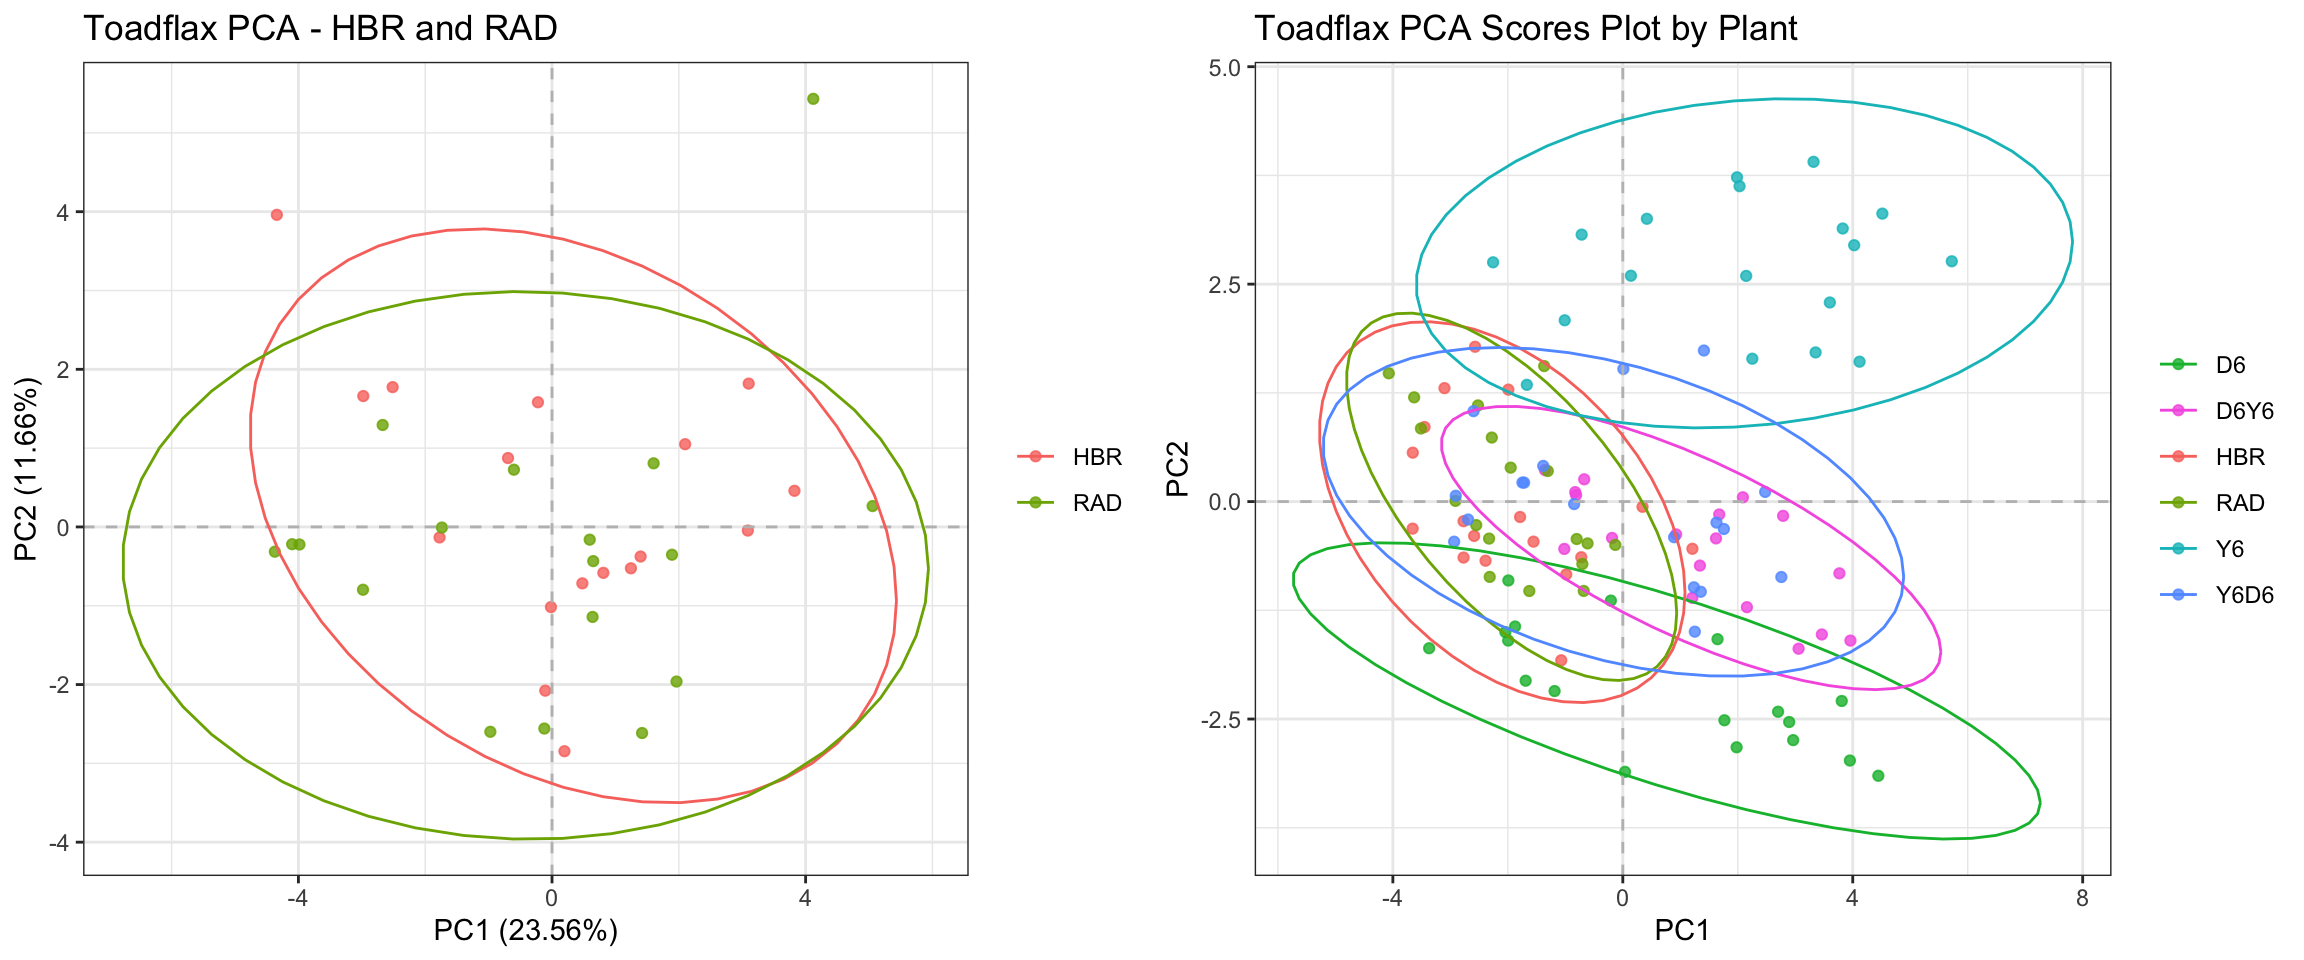 Toadflax PCA - HBR and RAD
PC2 (11.66%)
4
2
0
-2
-4
-4
0
4
PC1 (23.56%)
HBR
RAD
Toadflax PCA Scores Plot by Plant
PC2
5.0
2.5
0.0
-2.5
-4
0
4
8
PC1
D6
D6Y6
HBR
RAD
Y6
Y6D6